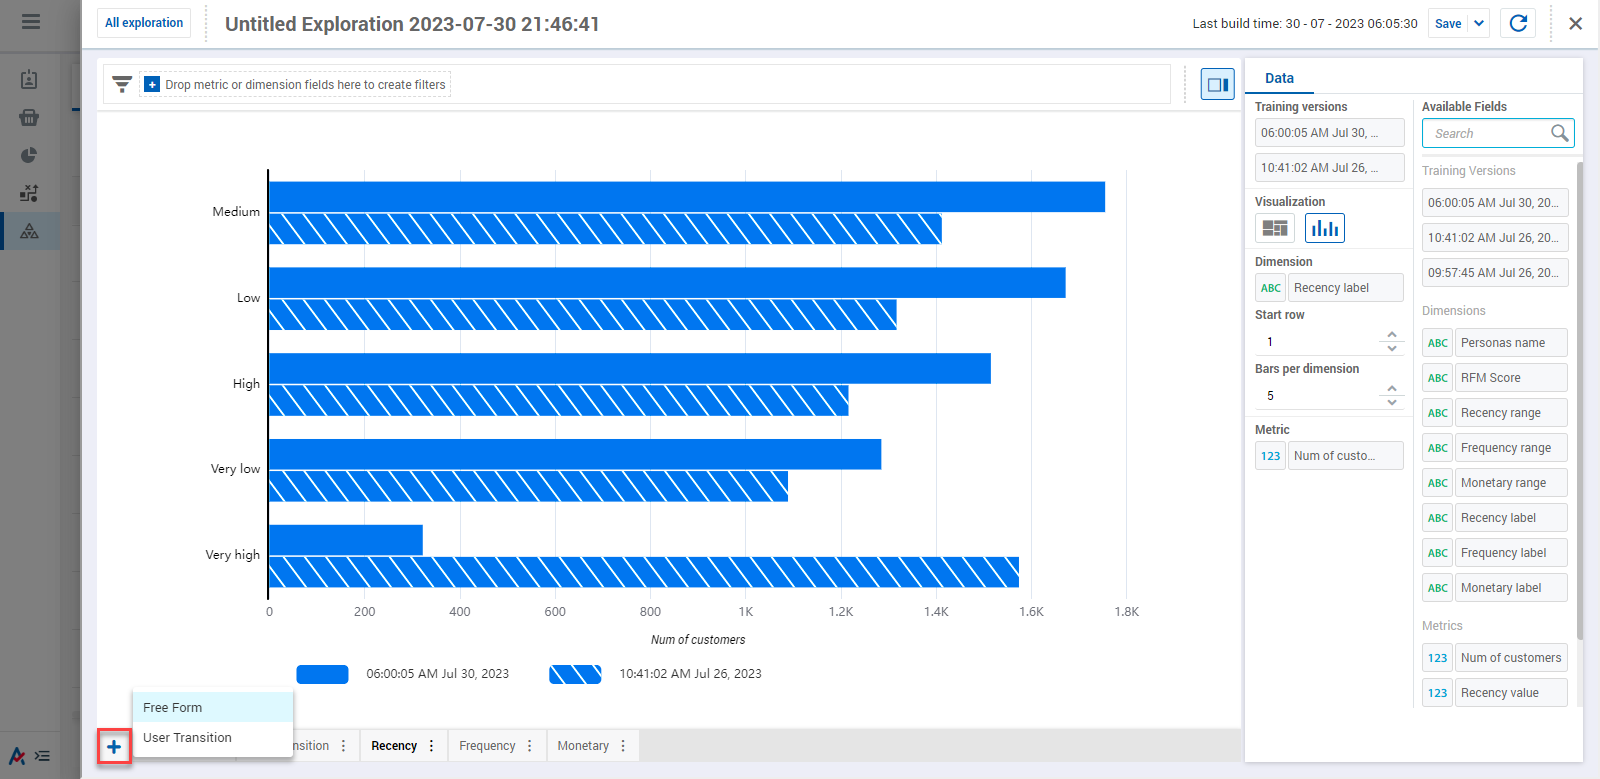 All exploration
Untitled Exploration 2023-07-30 21:46:41
Last build time: 30 - 07 - 2023 06:05:30
Save
Drop metric or dimension fields here to create filters
Medium
Low
High
Very low
Very high
0 200 400 600 800 1K 1.2K 1.4K 1.6K 1.8K
Num of customers
06:00:05 AM Jul 30, 2023
10:41:02 AM Jul 26, 2023
Free Form
User Transition
nsition
Recency
Frequency
Monetary
Data
Training versions
06:00:05 AM Jul 30, ...
10:41:02 AM Jul 26, ...
Visualization
Dimension
ABC Recency label
Start row
1
Bars per dimension
5
Metric
123 Num of custo...
Available Fields
Search
Training Versions
06:00:05 AM Jul 30, 20...
10:41:02 AM Jul 26, 20...
09:57:45 AM Jul 26, 20...
Dimensions
ABC Personas name
ABC RFM Score
ABC Recency range
ABC Frequency range
ABC Monetary range
ABC Recency label
ABC Frequency label
ABC Monetary label
Metrics
123 Num of customers
123 Recency value